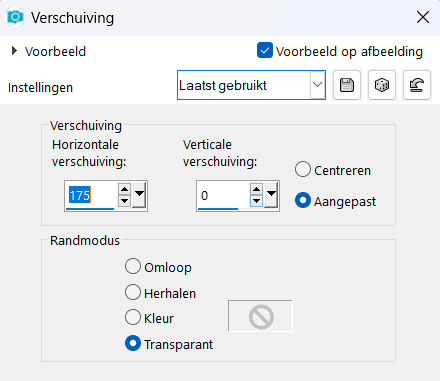 Verschuiving
Voorbeeld
Voorbeeld op afbeelding
Instellingen
Laatst gebruikt
Verschuiving
Horizontale
verschuiving:
Verticale
verschuiving:
175
0
Centreren
Aangepast
Randmodus
Omloop
Herhalen
Kleur
Transparant